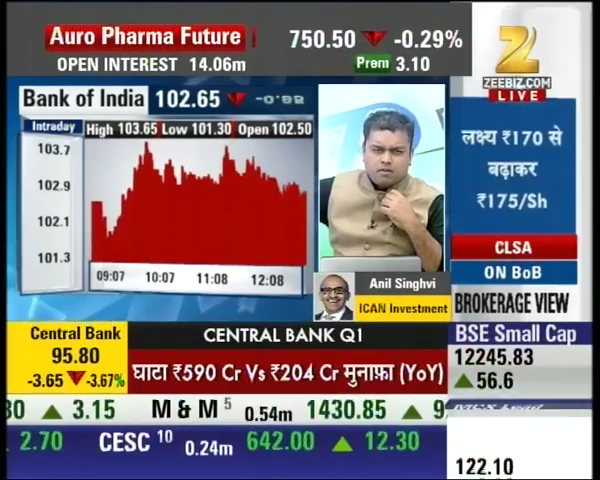 Auro Pharma Future
750.50 -0.29%
OPEN INTEREST 14.06m
Prem 3.10
ZEEBIZ.COM
LIVE
Bank of India 102.65
Intraday
High 103.65 Low 101.30 Open 102.50
103.7
102.9
102.1
101.3
09:07 10:07 11:08 12:08
लक्ष्य ₹170 से
बढ़ाकर
₹175/Sh
CLSA
ON BoB
BROKERAGE VIEW
Anil Singhvi
ICAN Investment
Central Bank
95.80
-3.65 -3.67%
CENTRAL BANK Q1
घाटा ₹590 Cr Vs ₹204 Cr मुनाफ़ा (YoY)
BSE Small Cap
12245.83
56.6
30 3.15 M & M 5 0.54m 1430.85 9
2.70 CESC 10 0.24m 642.00 12.30
122.10